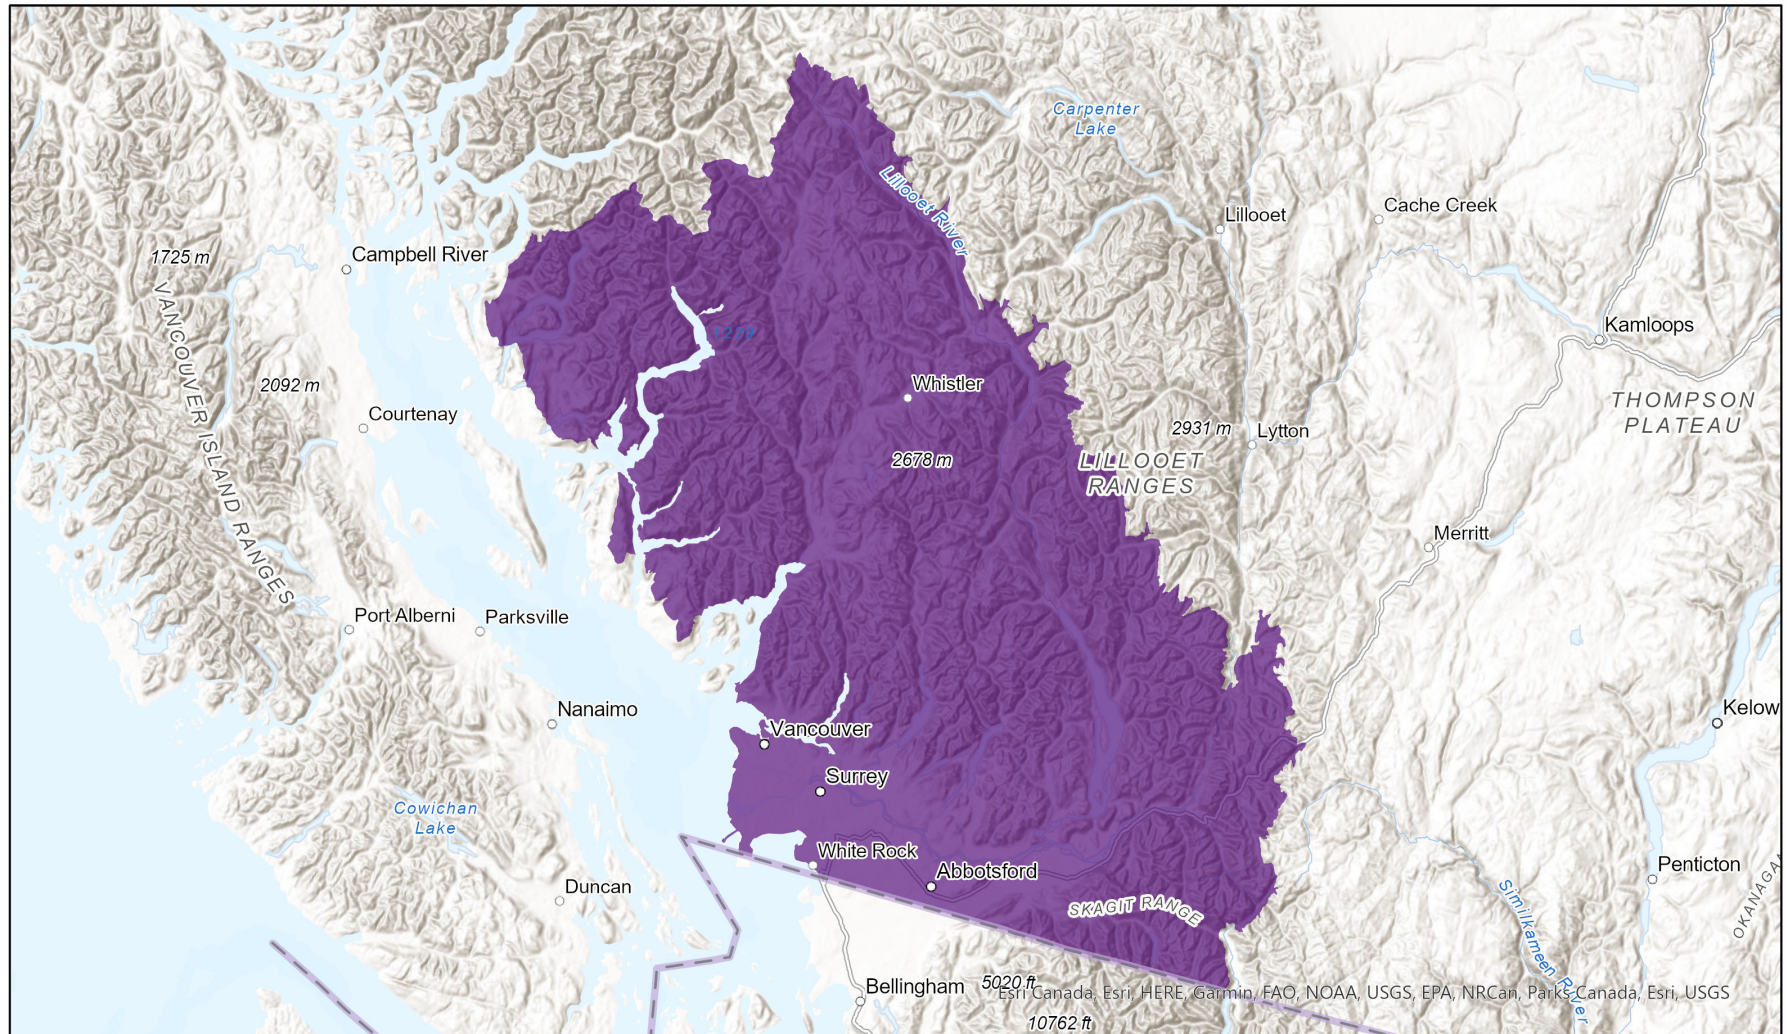 Carpenter
Lake
Lillooet River
Cache Creek
Lillooet
Campbell River
1725 m
Kamloops
VANCOUVER ISLAND RANGES
2092 m
Whistler
THOMPSON
PLATEAU
Courtenay
2931 m
Lytton
2678 m
LILLOOET
RANGES
Merritt
Port Alberni
Parksville
Nanaimo
Kelow
Vancouver
Surrey
Cowichan
Lake
White Rock
Abbotsford
Penticton
Duncan
SKAGIT RANGE
Similkameen River
OKANAGA
Bellingham
5020 ft
Esri Canada, Esri, HERE, Garmin, FAO, NOAA, USGS, EPA, NRCan, Parks Canada, Esri, USGS
10762 ft